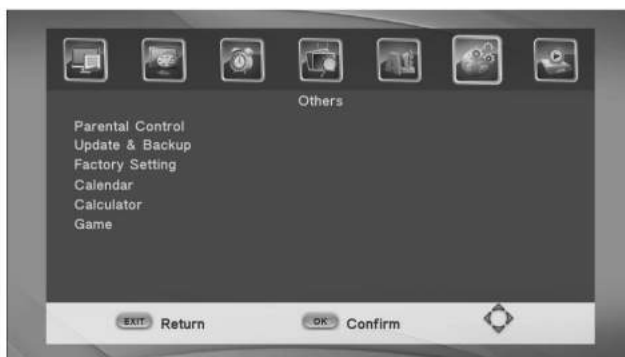 Others
Parental Control
Update & Backup
Factory Setting
Calendar
Calculator
Game
EXIT Return OK Confirm